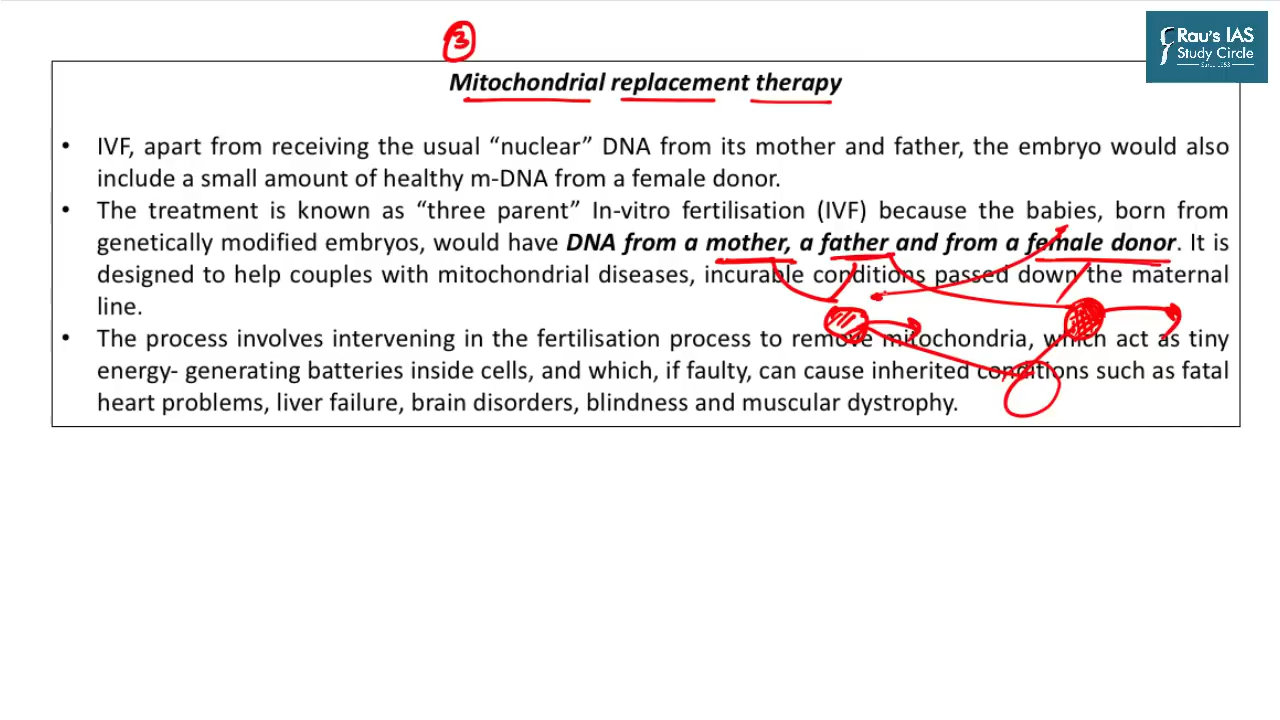 3
Rau's IAS
Study Circle
Mitochondrial replacement therapy
• IVF, apart from receiving the usual “nuclear” DNA from its mother and father, the embryo would also
include a small amount of healthy m-DNA from a female donor.
• The treatment is known as “three parent” In-vitro fertilisation (IVF) because the babies, born from
genetically modified embryos, would have DNA from a mother, a father and from a female donor. It is
designed to help couples with mitochondrial diseases, incurable conditions passed down the maternal
line.
• The process involves intervening in the fertilisation process to remove mitochondria, which act as tiny
energy- generating batteries inside cells, and which, if faulty, can cause inherited conditions such as fatal
heart problems, liver failure, brain disorders, blindness and muscular dystrophy.